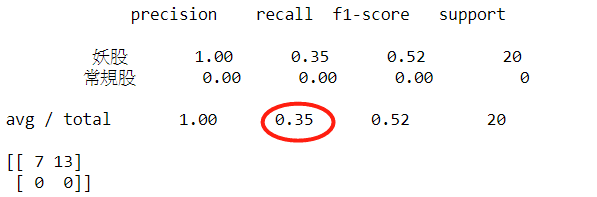 precision recall f1-score support
妖股 1.00 0.35 0.52 20
常規股 0.00 0.00 0.00 0
avg / total 1.00 0.35 0.52 20
[[ 7 13]
[ 0 0]]